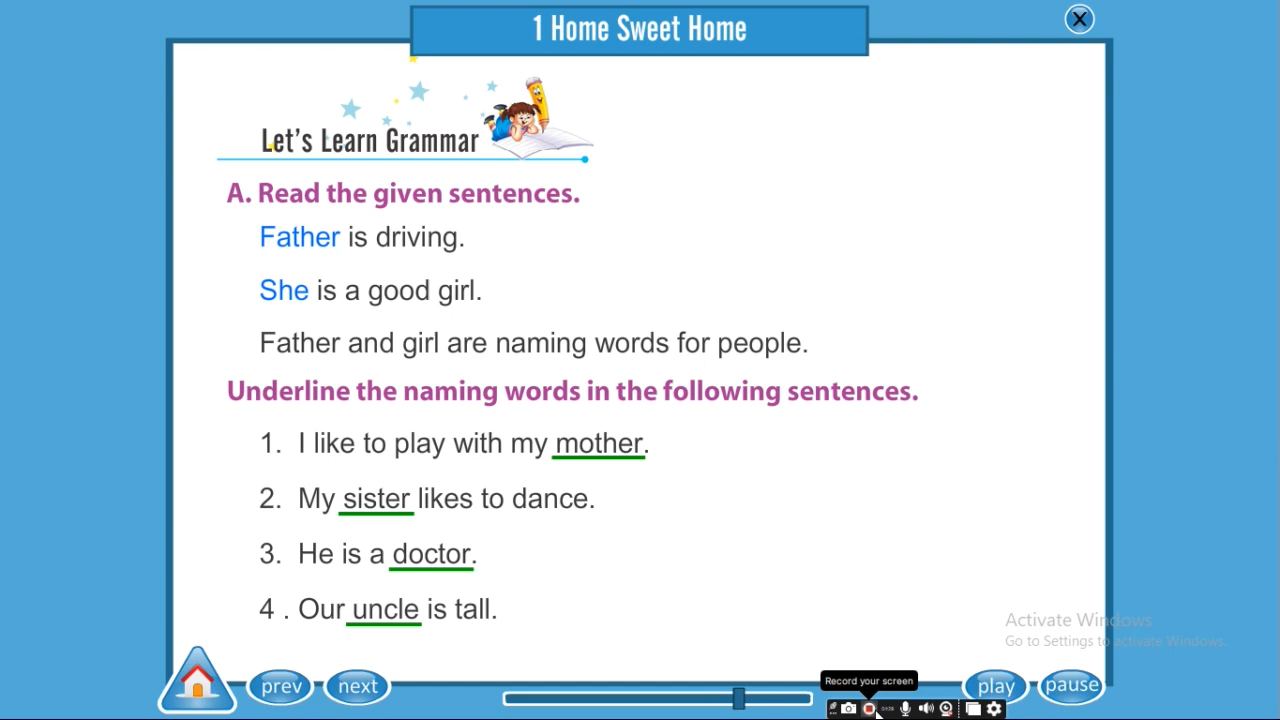 1 Home Sweet Home
X
Let's Learn Grammar
A. Read the given sentences.
Father is driving.
She is a good girl.
Father and girl are naming words for people.
Underline the naming words in the following sentences.
1. I like to play with my mother.
2. My sister likes to dance.
3. He is a doctor.
4 . Our uncle is tall.
Activate Windows
Go to Settings to activate Windows.
Record your screen
prev
next
play
pause